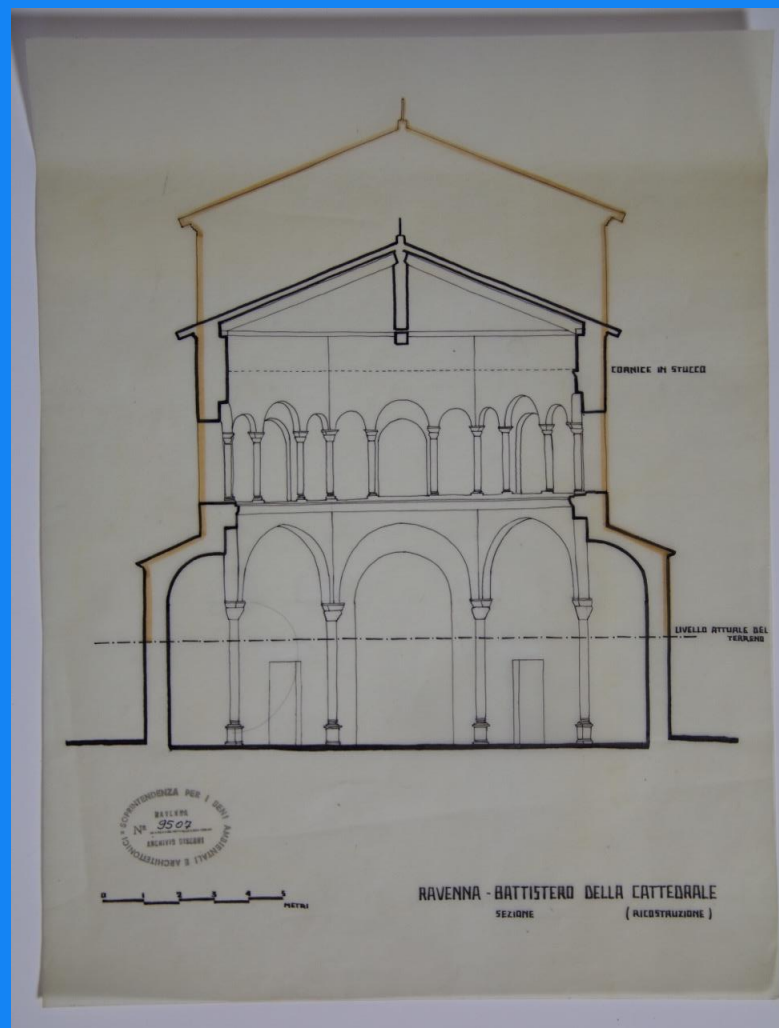 CORNICE IN STUCCO
LIVELLO ATTUALE DEL
TERRENO
SOPRINTENDENZA PER I BENI AMBIENTALI E ARCHITETTONICI
RAVENNA
N° 9507
ARCHIVIO DISEGNI
0 1 2 3 4 5
METRI
RAVENNA - BATTISTERO DELLA CATTEDRALE
SEZIONE (RICOSTRUZIONE)